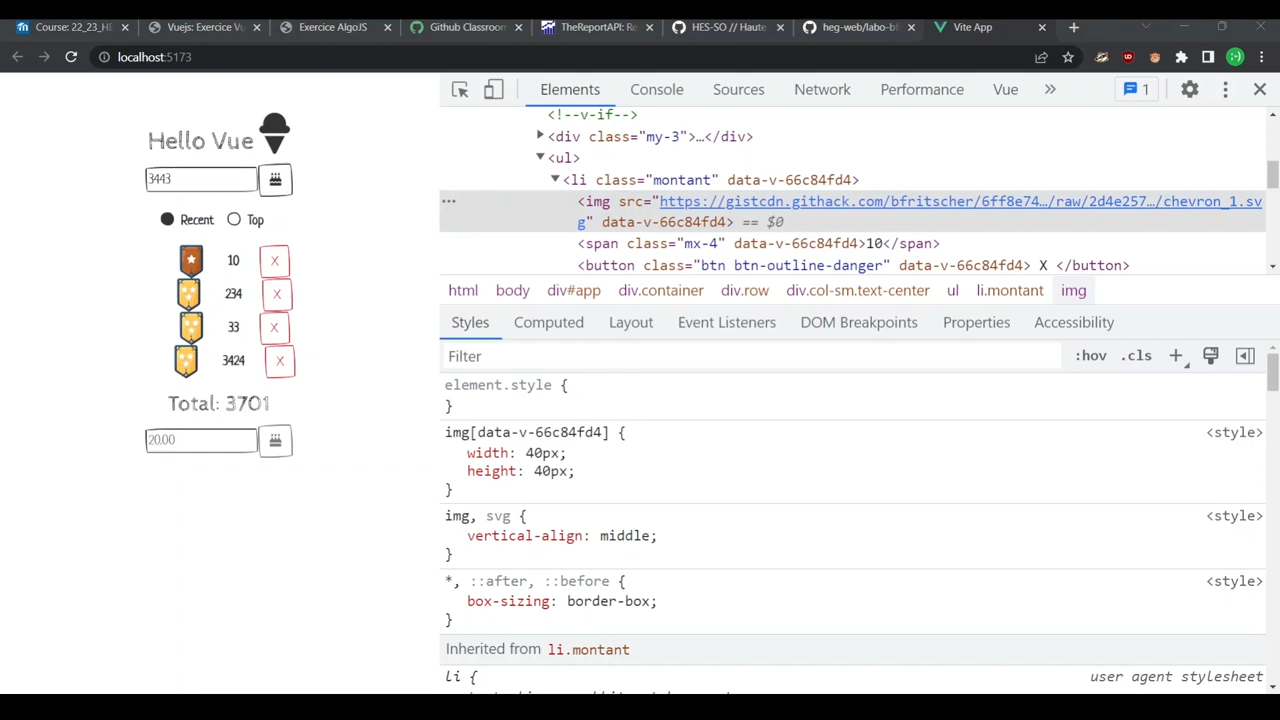 Course: 22_23_HE
Vuejs: Exercice Vu
Exercice AlgoJS
Github Classroom
TheReportAPI: Re
HES-SO // Haute
heg-web/labo-bf
Vite App
localhost:5173
Hello Vue
3443
Recent Top
10 X
234 X
33 X
3424 X
Total: 3701
20.00
Elements Console Sources Network Performance Vue » 1
<!--v-if-->
<div class="my-3">…</div>
<ul>
<li class="montant" data-v-66c84fd4>
<img src="https://gistcdn.githack.com/bfritscher/6ff8e74…/raw/2d4e257…/chevron_1.sv
g" data-v-66c84fd4> == $0
<span class="mx-4" data-v-66c84fd4>10</span>
<button class="btn btn-outline-danger" data-v-66c84fd4> X </button>
html body div#app div.container div.row div.col-sm.text-center ul li.montant img
Styles Computed Layout Event Listeners DOM Breakpoints Properties Accessibility
Filter :hov .cls +
element.style {
}
img[data-v-66c84fd4] { <style>
width: 40px;
height: 40px;
}
img, svg { <style>
vertical-align: middle;
}
*, ::after, ::before { <style>
box-sizing: border-box;
}
Inherited from li.montant
li { user agent stylesheet